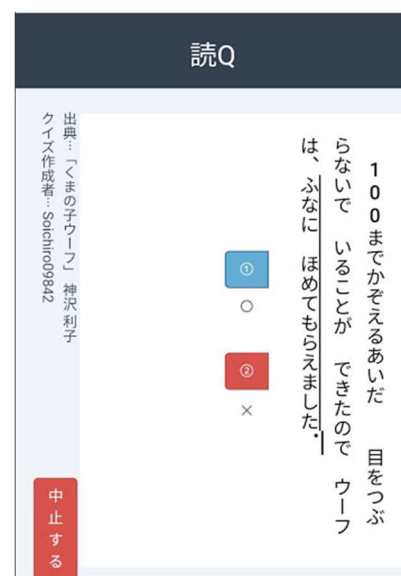 読Q
100までかぞえるあいだ　目をつぶ
らないで　いることが　できたので　ウーフ
は、ふなに　ほめてもらえました.
①
○
②
×
出典…「くまの子ウーフ」 神沢 利子
クイズ作成者… Soichiro09842
中止する